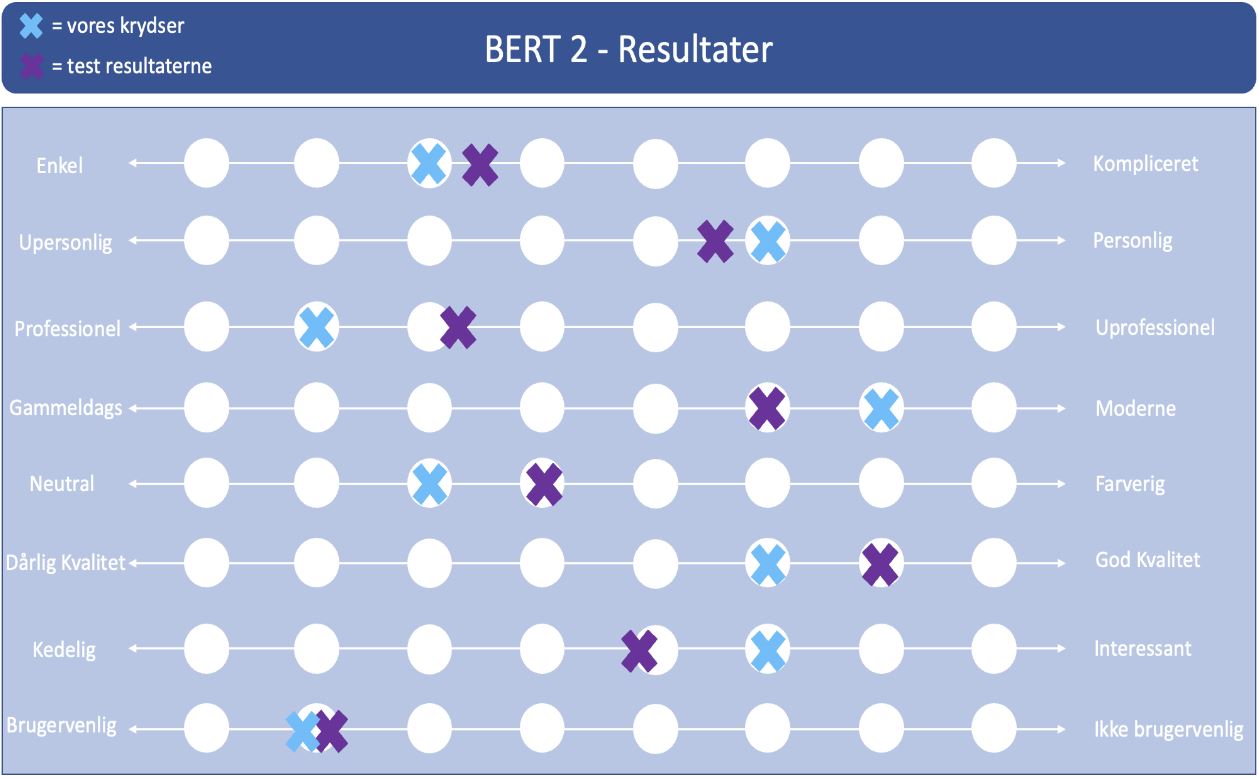 = vores krydser
= test resultaterne
BERT 2 - Resultater
Enkel
Kompliceret
Upersonlig
Personlig
Professionel
Uprofessionel
Gammeldags
Moderne
Neutral
Farverig
Dårlig Kvalitet
God Kvalitet
Kedelig
Interessant
Brugervenlig
Ikke brugervenlig